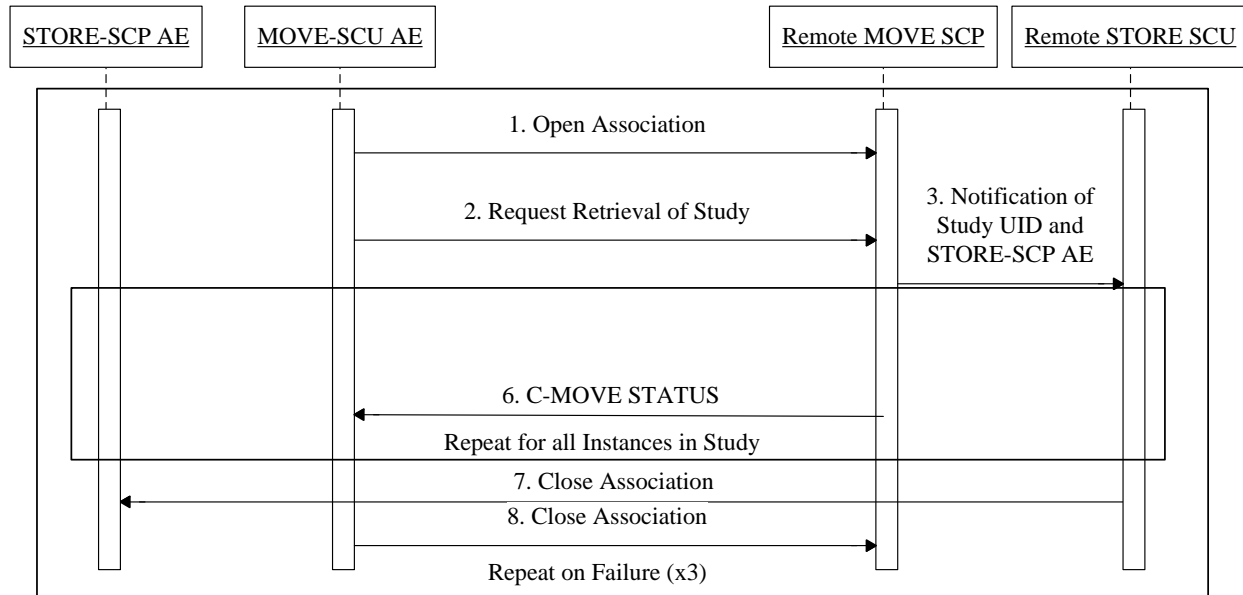 STORE-SCP AE
MOVE-SCU AE
Remote MOVE SCP
Remote STORE SCU
1. Open Association
2. Request Retrieval of Study
3. Notification of
Study UID and
STORE-SCP AE
6. C-MOVE STATUS
Repeat for all Instances in Study
7. Close Association
8. Close Association
Repeat on Failure (x3)